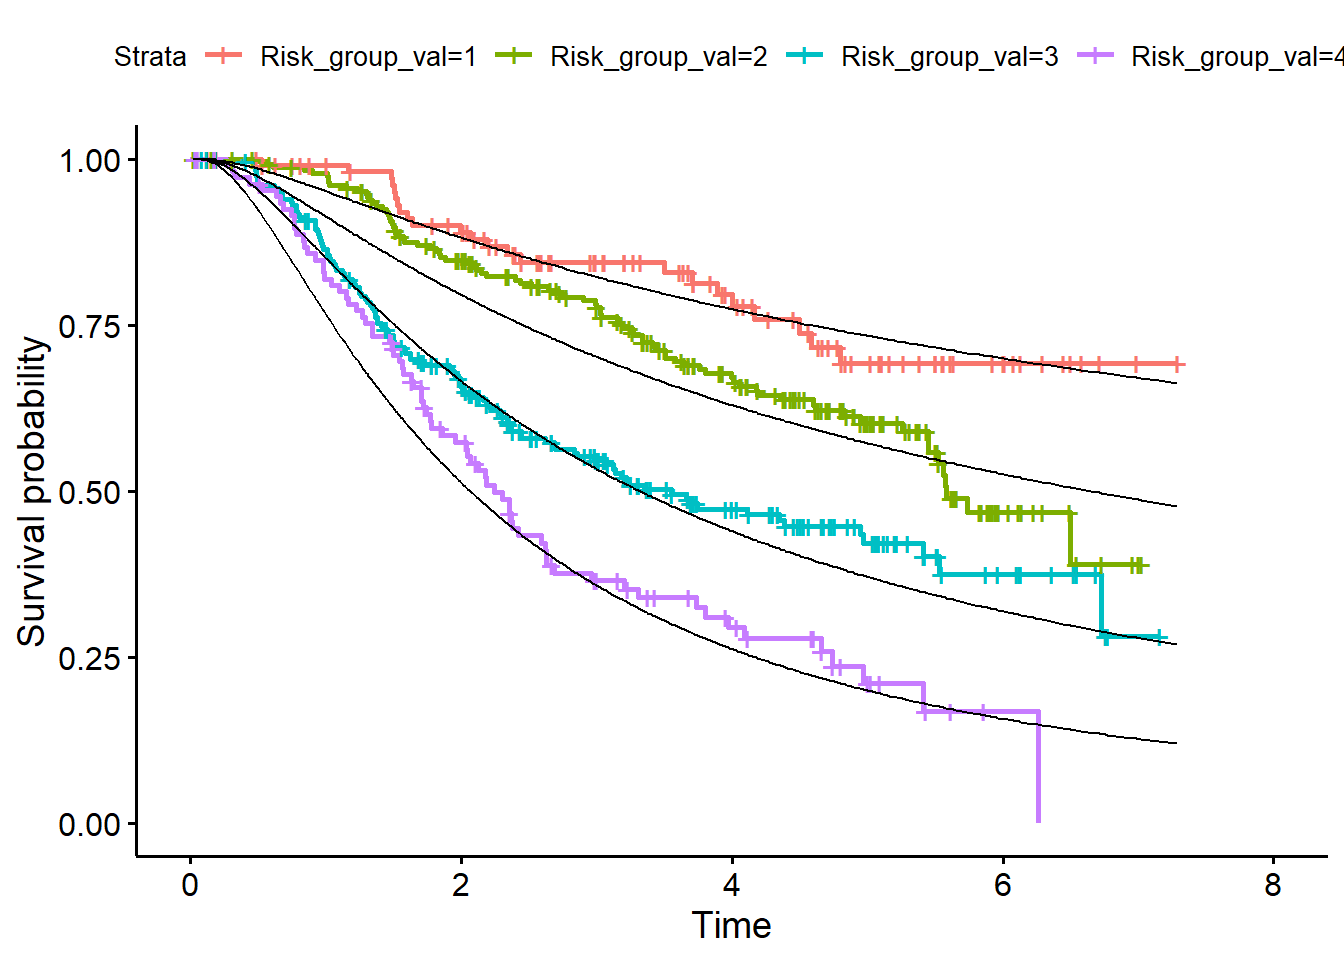 Strata Risk_group_val=1 Risk_group_val=2 Risk_group_val=3 Risk_group_val=4
1.00
0.75
0.50
0.25
0.00
Survival probability
0 2 4 6 8
Time